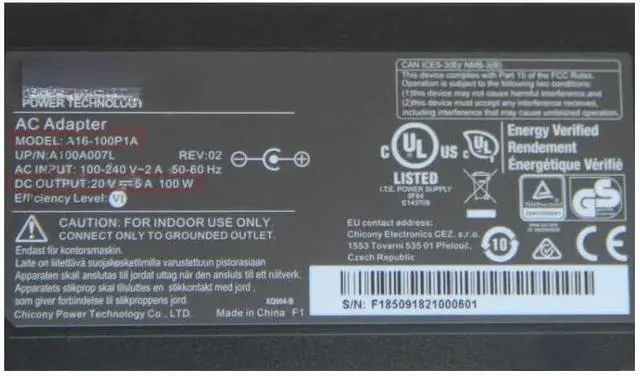 POWER TECHNOLOGY
AC Adapter
MODEL: A16-100P1A
UP/N:A100A007L REV:02
AC INPUT: 100-240 V~2 A 50-60 Hz
DC OUTPUT: 20 V⎓5 A 100 W
Efficiency Level: VI
CAUTION: FOR INDOOR USE ONLY.
CONNECT ONLY TO GROUNDED OUTLET.
Endast för kontorsmaskin.
Laite on liitettävä suojakoskettimilla varustettuun pistorasiaan
Apparaten skall anslutas till jordat uttag när den ansluts till ett nätverk.
Apparatets stikprop skal tilsluttes en stikkontakt med jord ,
som giver forbindelse til stikproppens jord. XQ004-B
Chicony Power Technology Co., LTD. Made in China F1
CAN ICES-3(B)/ NMB-3(B)
This device complies with Part 15 of the FCC Rules.
Operation is subject to the following two conditions:
(1)this device may not cause harmful interference and
(2)this device must accept any interference received,
including interference that may cause undesired operation
C UL US
LISTED
I.T.E. POWER SUPPLY
E143709
c UL
Energy Verified
Rendement
Énergétique Vérifié
GS
EU contact address:
Chicony Electronics CEZ, s.r.o.
1553 Tovarni 535 01 Přelouč,
Czech Republic
10
S/N: F185091821000601